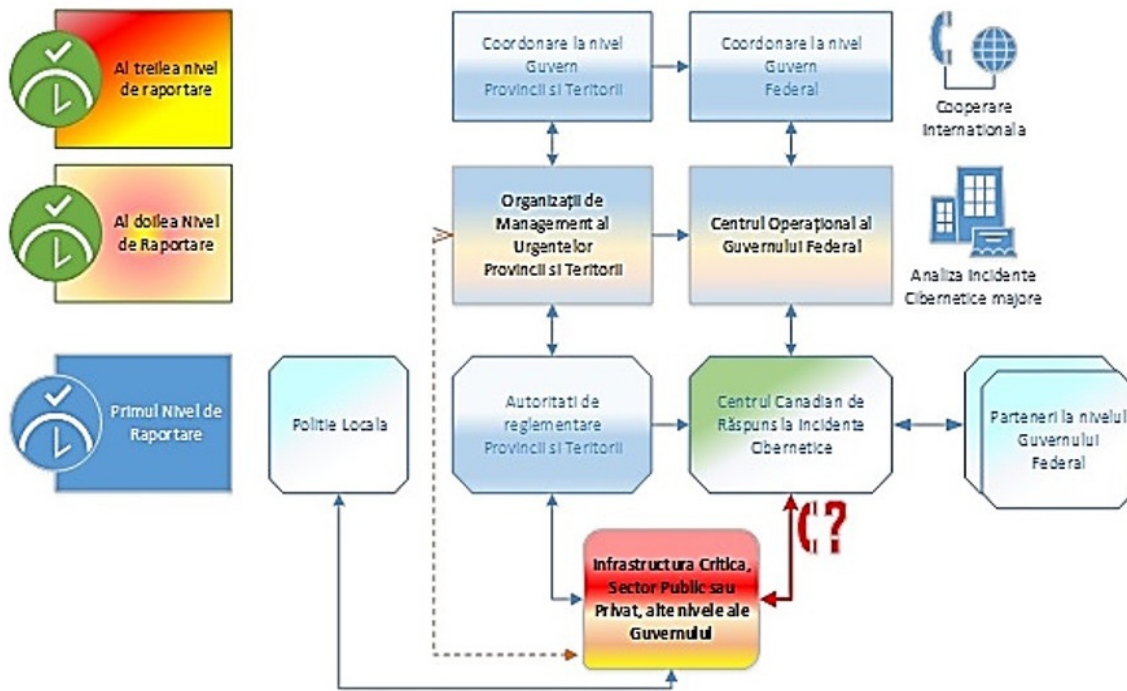 Al treilea nivel
de raportare
Coordonare la nivel
Guvern
Provincii si Teritorii
Coordonare la nivel
Guvern
Federal
Cooperare
Internationala
Al doilea Nivel
de Raportare
Organizații de
Management al
Urgentelor
Provincii si Teritorii
Centrul Operațional al
Guvernului Federal
Analiza Incidente
Cibernetice majore
Primul Nivel de
Raportare
Politie Locala
Autoritati de
reglementare
Provincii si Teritorii
Centrul Canadian de
Răspuns la Incidente
Cibernetice
Parteneri la nivelul
Guvernului
Federal
?
Infrastructura Critica,
Sector Public sau
Privat, alte nivele ale
Guvernului